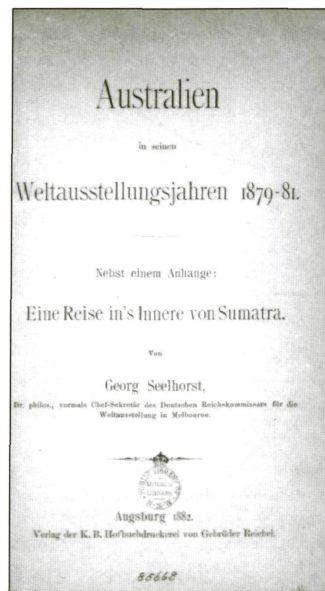 Australien
in seinen
Weltausstellungsjahren 1879-81.
Nebst einem Anhange:
Eine Reise in's Innere von Sumatra.
Von
Georg Seelhorst,
Dr. philos., vormals Chef-Sekretär des Deutschen Reichskommissars für die
Weltausstellung in Melbourne.
Augsburg 1882.
Verlag der K. B. Hofbuchdruckerei von Gebrüder Reichel.
85668